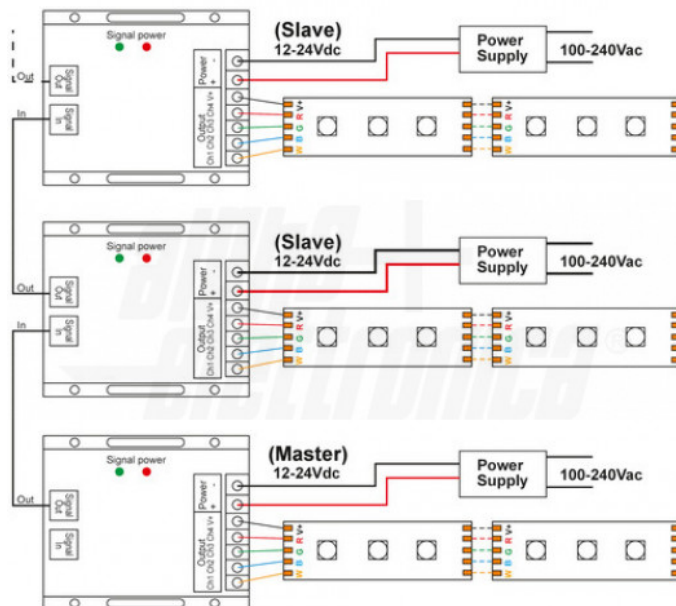 Signal power
(Slave)
12-24Vdc
Power Supply
100-240Vac
Out
Signal Out
In
Signal In
Power + -
Output
Ch1 Ch2 Ch3 Ch4 V+
V+
R
G
B
W
Signal power
(Slave)
12-24Vdc
Power Supply
100-240Vac
Out
Signal Out
In
Signal In
Power + -
Output
Ch1 Ch2 Ch3 Ch4 V+
V+
R
G
B
W
elettronica
®
Signal power
(Master)
12-24Vdc
Power Supply
100-240Vac
Out
Signal Out
Signal In
Power + -
Output
Ch1 Ch2 Ch3 Ch4 V+
V+
R
G
B
W